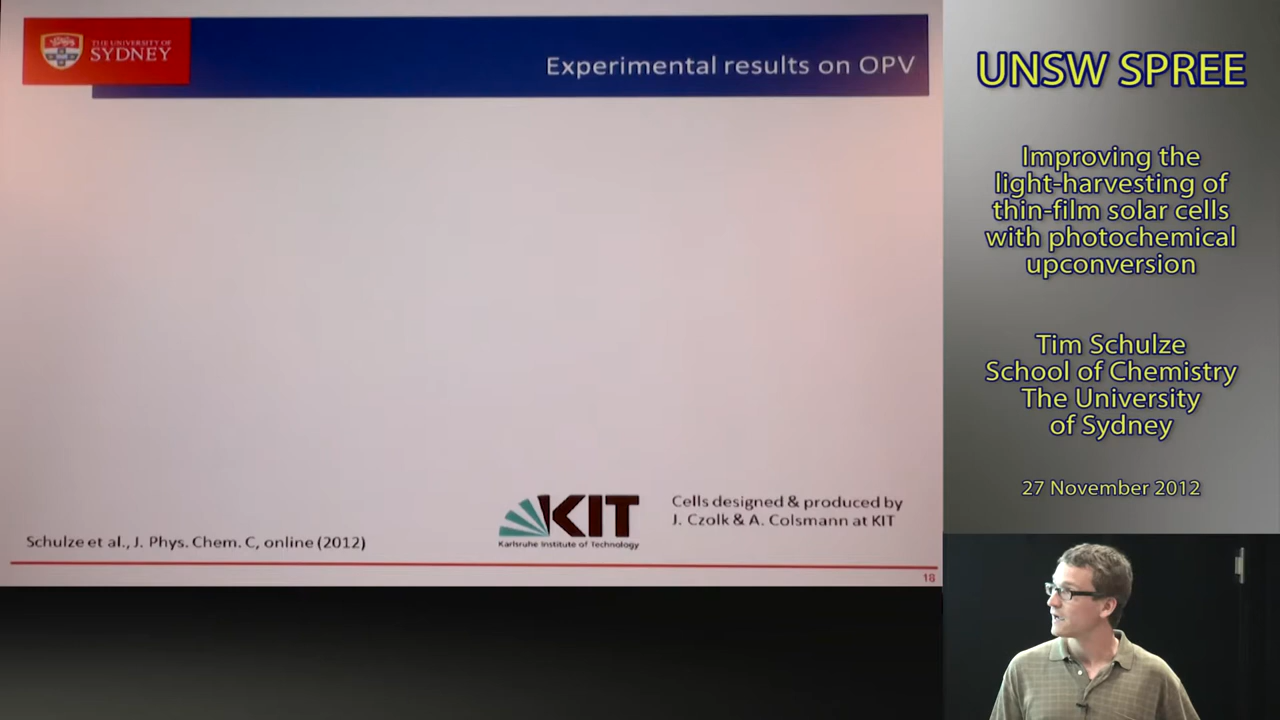 THE UNIVERSITY OF
SYDNEY
Experimental results on OPV
Schulze et al., J. Phys. Chem. C, online (2012)
KIT
Karlsruhe Institute of Technology
Cells designed & produced by
J. Czolk & A. Colsmann at KIT
18
UNSW SPREE
Improving the
light-harvesting of
thin-film solar cells
with photochemical
upconversion
Tim Schulze
School of Chemistry
The University
of Sydney
27 November 2012